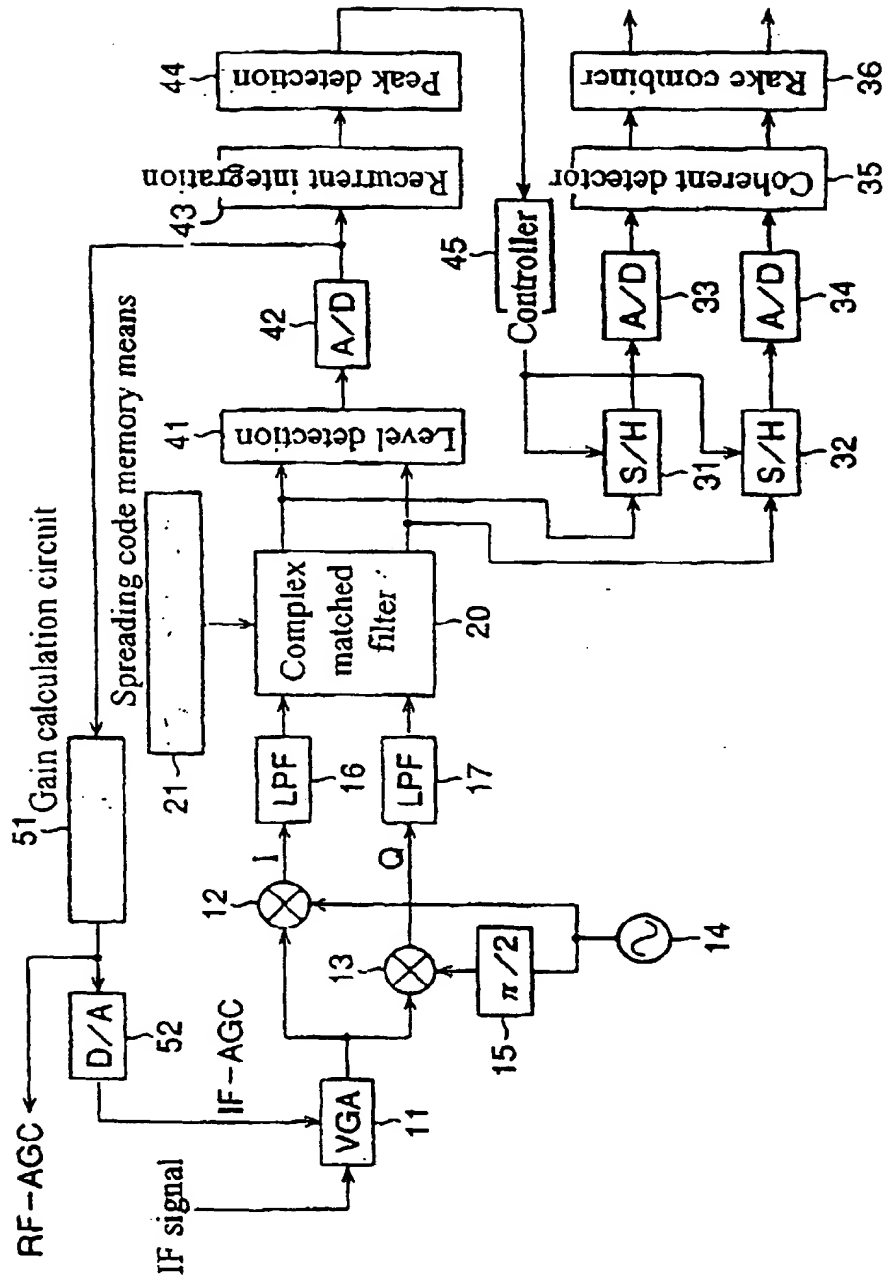 RF-AGC
51
Gain calculation circuit
D/A
52
IF-AGC
IF signal
VGA
11
Spreading code memory means
21
12
I
LPF
16
13
Q
LPF
17
π/2
15
14
Complex
matched
filter
20
41
Level detection
42
A/D
43
Recurrent integration
44
Peak detection
45
Controller
S/H
31
A/D
33
S/H
32
A/D
34
Coherent detector
35
Rake combiner
36